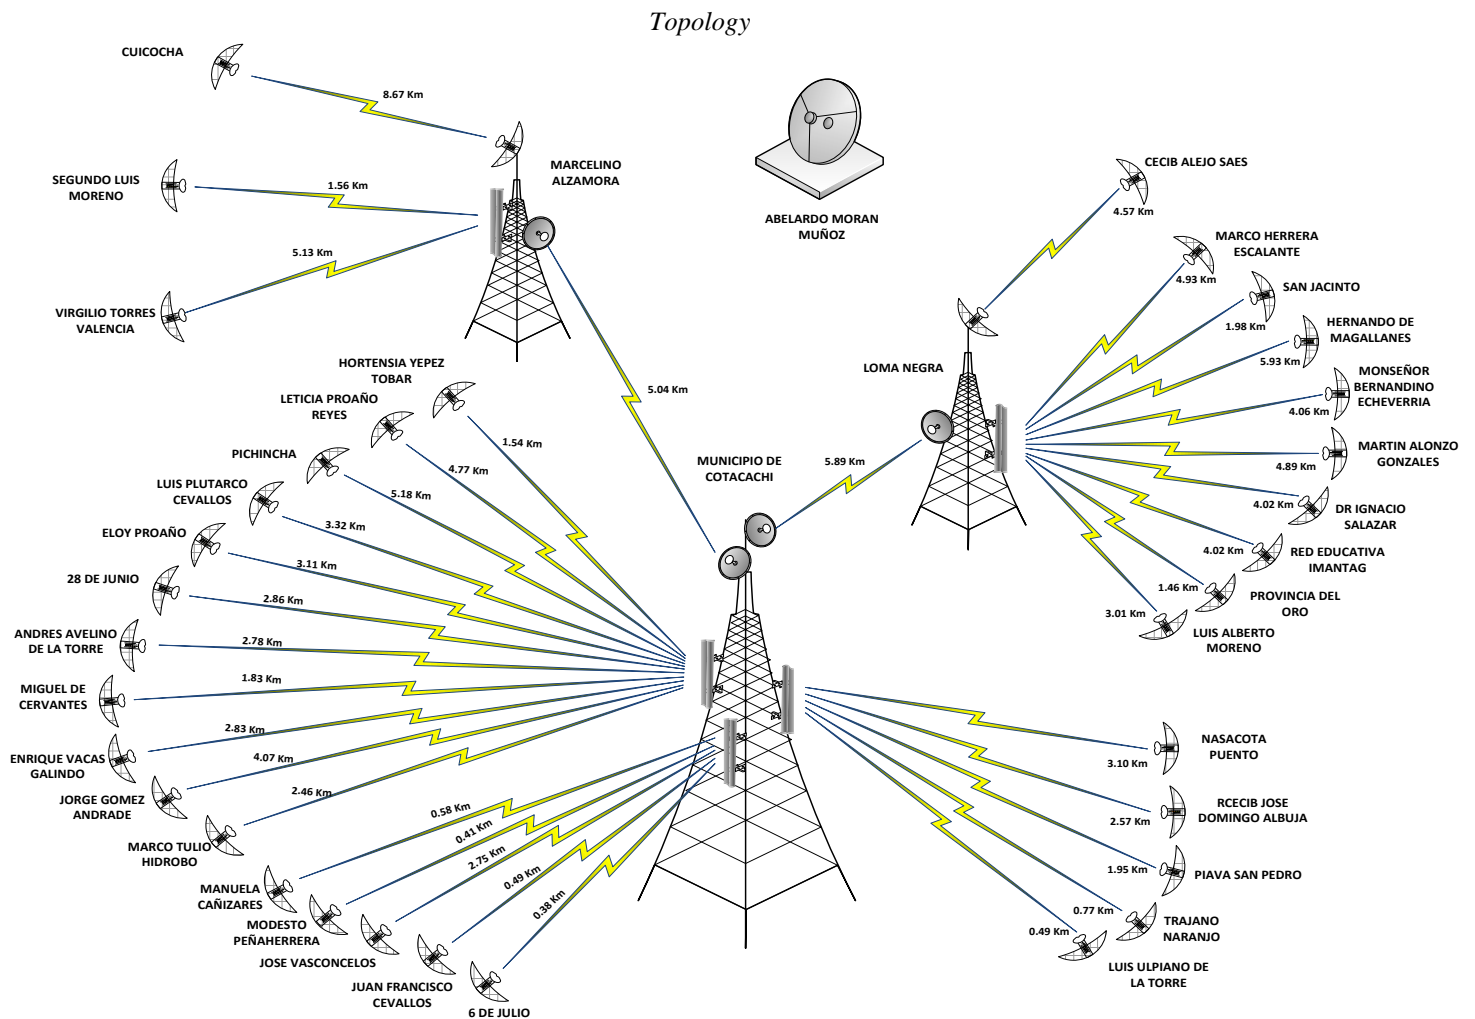 Topology
CUICOCHA
8.67 Km
MARCELINO
ALZAMORA
SEGUNDO LUIS
MORENO
1.56 Km
5.13 Km
VIRGILIO TORRES
VALENCIA
ABELARDO MORAN
MUÑOZ
CECIB ALEJO SAES
4.57 Km
MARCO HERRERA
ESCALANTE
4.93 Km
SAN JACINTO
1.98 Km
HERNANDO DE
MAGALLANES
5.93 Km
MONSEÑOR
BERNANDINO
ECHEVERRIA
4.06 Km
MARTIN ALONZO
GONZALES
4.89 Km
DR IGNACIO
SALAZAR
4.02 Km
RED EDUCATIVA
IMANTAG
4.02 Km
PROVINCIA DEL
ORO
1.46 Km
LUIS ALBERTO
MORENO
3.01 Km
LOMA NEGRA
5.89 Km
5.04 Km
MUNICIPIO DE
COTACACHI
HORTENSIA YEPEZ
TOBAR
1.54 Km
LETICIA PROAÑO
REYES
4.77 Km
PICHINCHA
5.18 Km
LUIS PLUTARCO
CEVALLOS
3.32 Km
ELOY PROAÑO
3.11 Km
28 DE JUNIO
2.86 Km
ANDRES AVELINO
DE LA TORRE
2.78 Km
MIGUEL DE
CERVANTES
1.83 Km
ENRIQUE VACAS
GALINDO
2.83 Km
JORGE GOMEZ
ANDRADE
4.07 Km
MARCO TULIO
HIDROBO
2.46 Km
MANUELA
CAÑIZARES
0.58 Km
MODESTO
PEÑAHERRERA
0.41 Km
JOSE VASCONCELOS
2.75 Km
JUAN FRANCISCO
CEVALLOS
0.49 Km
6 DE JULIO
0.38 Km
NASACOTA
PUENTO
3.10 Km
RCECIB JOSE
DOMINGO ALBUJA
2.57 Km
PIAVA SAN PEDRO
1.95 Km
TRAJANO
NARANJO
0.77 Km
LUIS ULPIANO DE
LA TORRE
0.49 Km